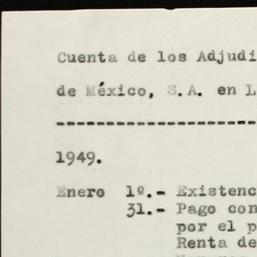 Cuenta de los Adjudi
de México, S.A. en L
1949.
Enero 1º.- Existenc
31.- Pago con
por el p
Renta de